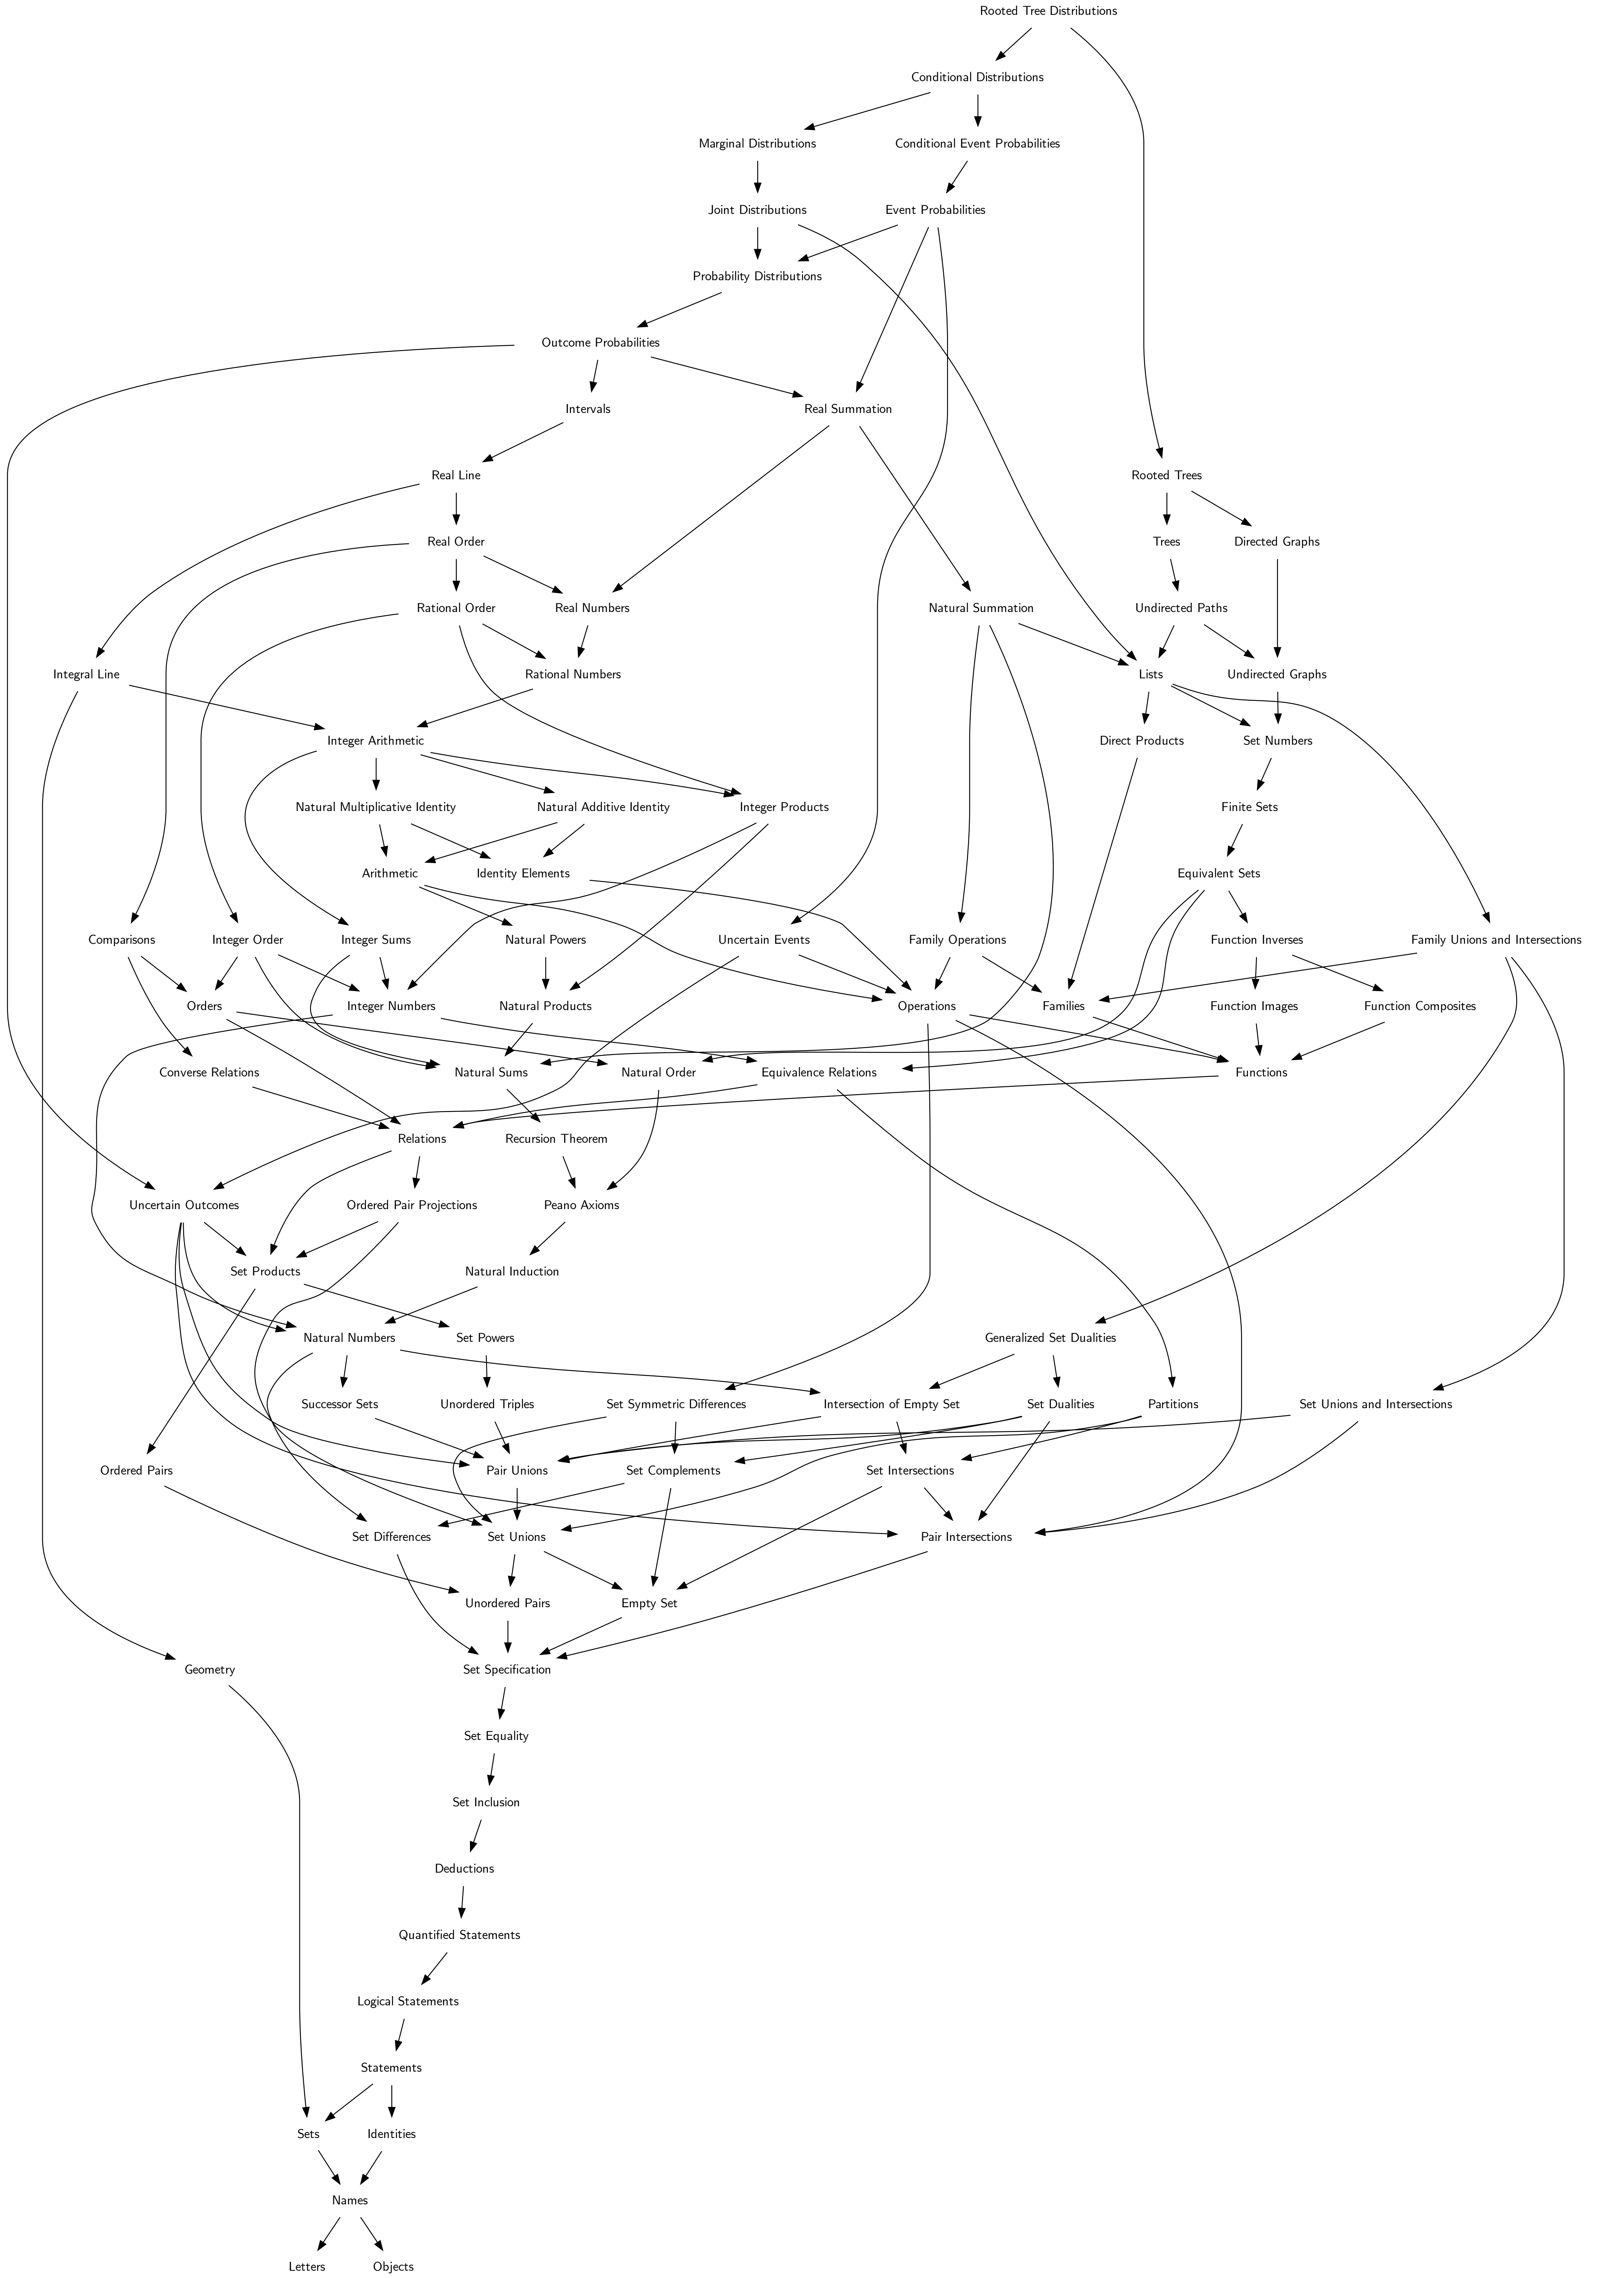 Rooted Tree Distributions
Conditional Distributions
Marginal Distributions
Conditional Event Probabilities
Joint Distributions
Event Probabilities
Probability Distributions
Outcome Probabilities
Intervals
Real Summation
Real Line
Rooted Trees
Real Order
Trees
Directed Graphs
Rational Order
Real Numbers
Natural Summation
Undirected Paths
Integral Line
Rational Numbers
Lists
Undirected Graphs
Integer Arithmetic
Direct Products
Set Numbers
Natural Multiplicative Identity
Natural Additive Identity
Integer Products
Finite Sets
Arithmetic
Identity Elements
Equivalent Sets
Comparisons
Integer Order
Integer Sums
Natural Powers
Uncertain Events
Family Operations
Function Inverses
Family Unions and Intersections
Orders
Integer Numbers
Natural Products
Operations
Families
Function Images
Function Composites
Converse Relations
Natural Sums
Natural Order
Equivalence Relations
Functions
Relations
Recursion Theorem
Uncertain Outcomes
Ordered Pair Projections
Peano Axioms
Set Products
Natural Induction
Natural Numbers
Set Powers
Generalized Set Dualities
Successor Sets
Unordered Triples
Set Symmetric Differences
Intersection of Empty Set
Set Dualities
Partitions
Set Unions and Intersections
Ordered Pairs
Pair Unions
Set Complements
Set Intersections
Set Differences
Set Unions
Pair Intersections
Unordered Pairs
Empty Set
Geometry
Set Specification
Set Equality
Set Inclusion
Deductions
Quantified Statements
Logical Statements
Statements
Sets
Identities
Names
Letters
Objects